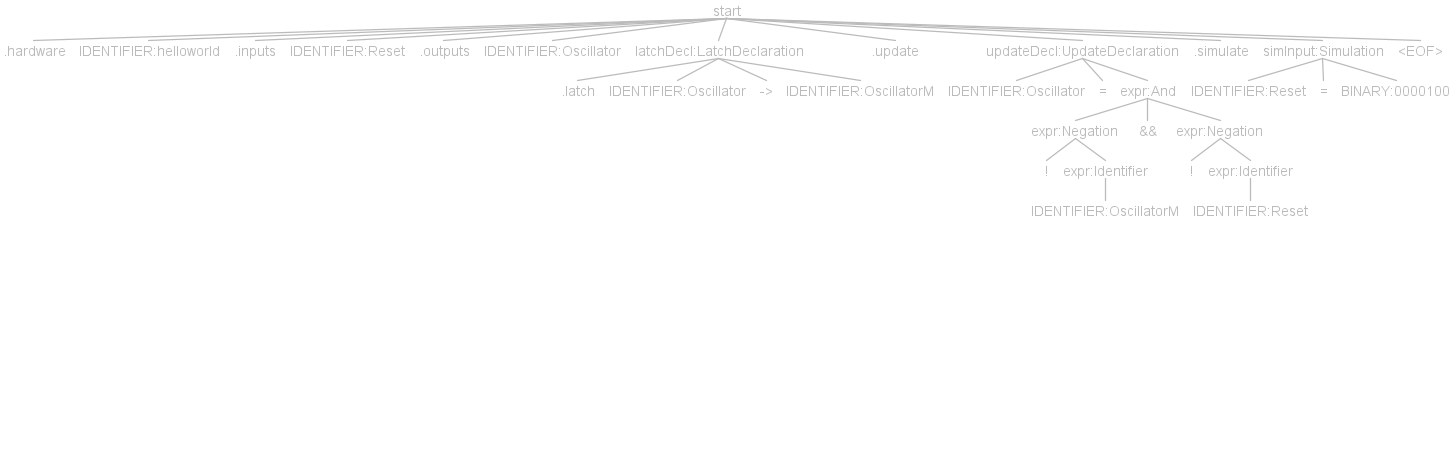 start
.hardware IDENTIFIER:helloworld .inputs IDENTIFIER:Reset .outputs IDENTIFIER:Oscillator latchDecl:LatchDeclaration .update updateDecl:UpdateDeclaration .simulate simInput:Simulation <EOF>
.latch IDENTIFIER:Oscillator -> IDENTIFIER:OscillatorM IDENTIFIER:Oscillator = expr:And IDENTIFIER:Reset = BINARY:0000100
expr:Negation && expr:Negation
! expr:Identifier ! expr:Identifier
IDENTIFIER:OscillatorM IDENTIFIER:Reset